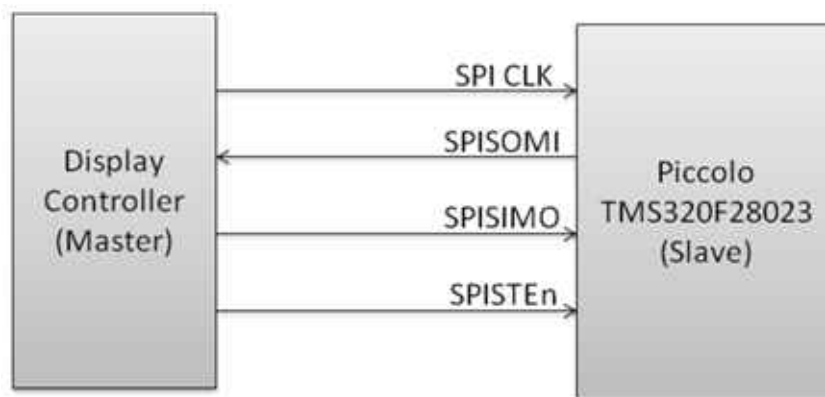 Display
Controller
(Master)
SPI CLK
SPISOMI
SPISIMO
SPISTEn
Piccolo
TMS320F28023
(Slave)